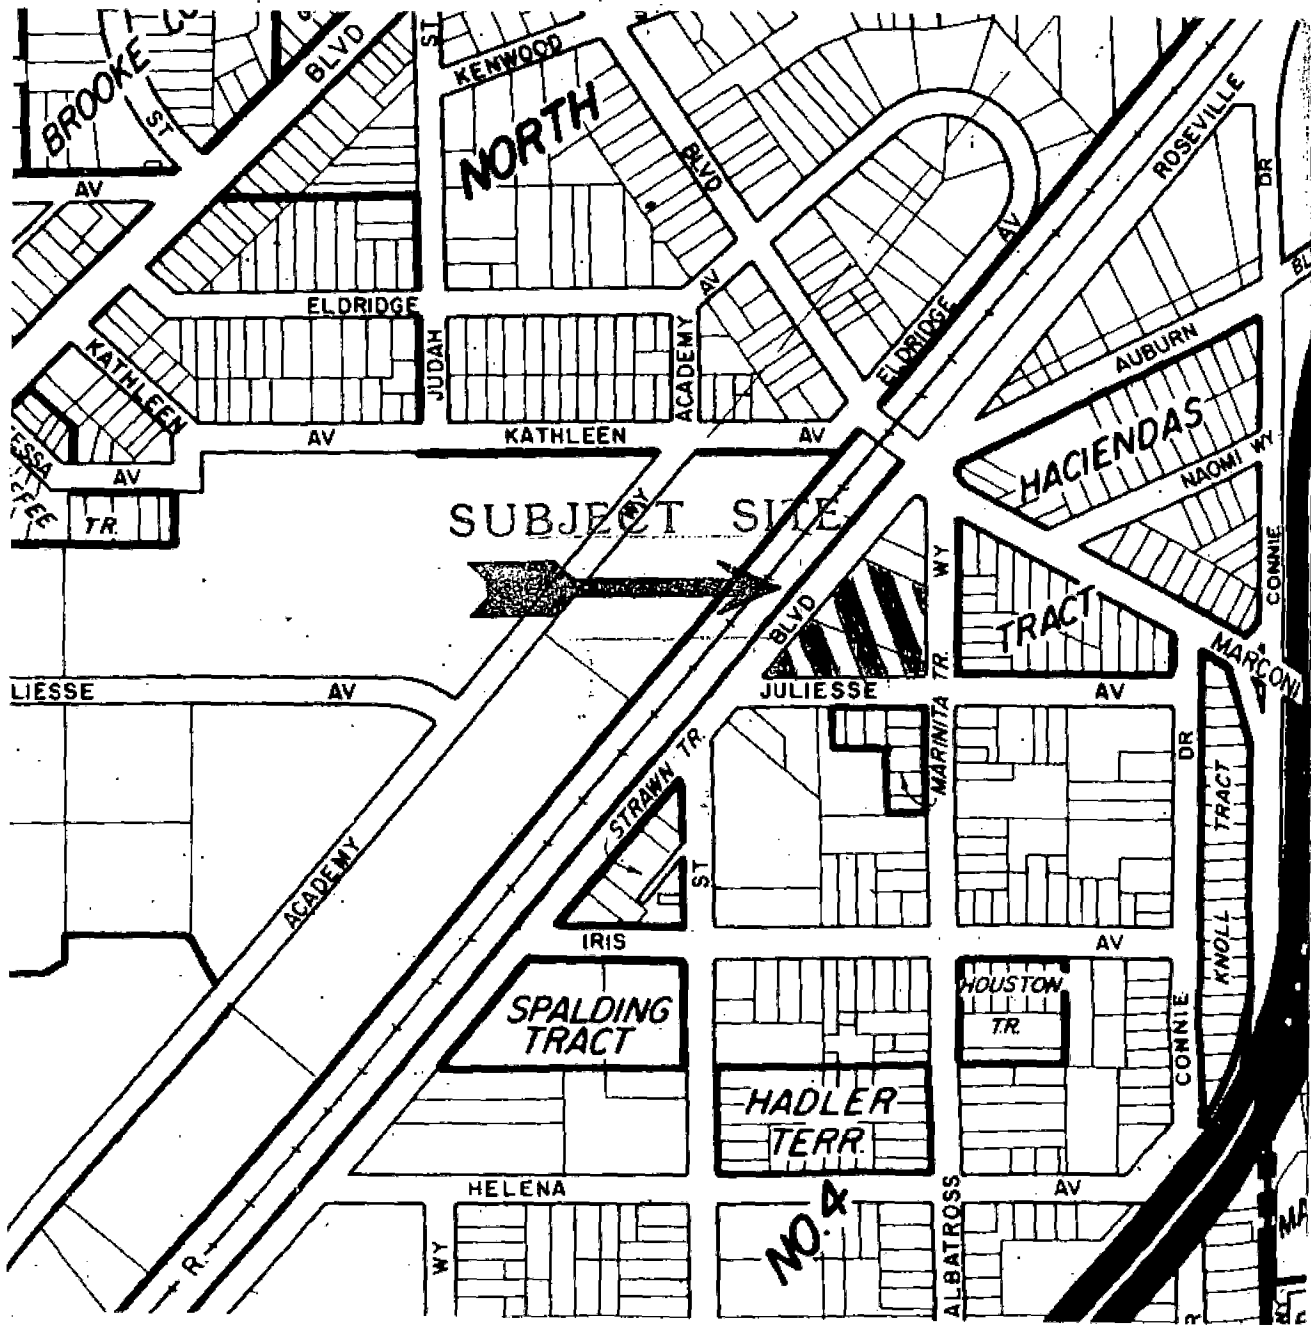 BROOKE
ST
BLVD
ST
KENWOOD
NORTH
BLVD
ROSEVILLE
DR
AV
AV
AV
ELDRIDGE
ELDRIDGE
AUBURN
JUDAH
ACADEMY
KATHLEEN
AV
KATHLEEN
AV
HACIENDAS
NAOMI WY
ESSA
AV
FEE
TR.
WY
SUBJECT SITE
WY
CONNIE
BLVD
TRACT
MARCONI
LIESSE
AV
JULIESSE
TR.
AV
MARINITA
DR
STRAWN TR.
TRACT
ACADEMY
ST
IRIS
AV
KNOLL
SPALDING
TRACT
HOUSTON
TR.
CONNIE
HADLER
TERR.
HELENA
AV
NO. 4
ALBATROSS
WY
R.
MA